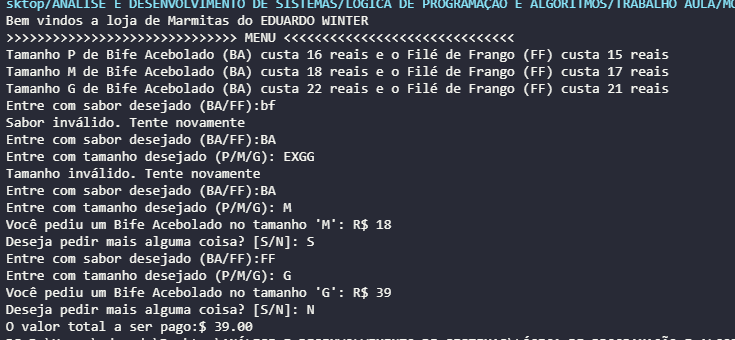 sktop/ANÁLISE E DESENVOLVIMENTO DE SISTEMAS/LÓGICA DE PROGRAMAÇÃO E ALGORITMOS/TRABALHO AULA/MO
Bem vindos a loja de Marmitas do EDUARDO WINTER
>>>>>>>>>>>>>>>>>>>>>>>>>>>>>> MENU <<<<<<<<<<<<<<<<<<<<<<<<<<<<<<
Tamanho P de Bife Acebolado (BA) custa 16 reais e o Filé de Frango (FF) custa 15 reais
Tamanho M de Bife Acebolado (BA) custa 18 reais e o Filé de Frango (FF) custa 17 reais
Tamanho G de Bife Acebolado (BA) custa 22 reais e o Filé de Frango (FF) custa 21 reais
Entre com sabor desejado (BA/FF):bf
Sabor inválido. Tente novamente
Entre com sabor desejado (BA/FF):BA
Entre com tamanho desejado (P/M/G): EXGG
Tamanho inválido. Tente novamente
Entre com sabor desejado (BA/FF):BA
Entre com tamanho desejado (P/M/G): M
Você pediu um Bife Acebolado no tamanho 'M': R$ 18
Deseja pedir mais alguma coisa? [S/N]: S
Entre com sabor desejado (BA/FF):FF
Entre com tamanho desejado (P/M/G): G
Você pediu um Bife Acebolado no tamanho 'G': R$ 39
Deseja pedir mais alguma coisa? [S/N]: N
O valor total a ser pago:$ 39.00